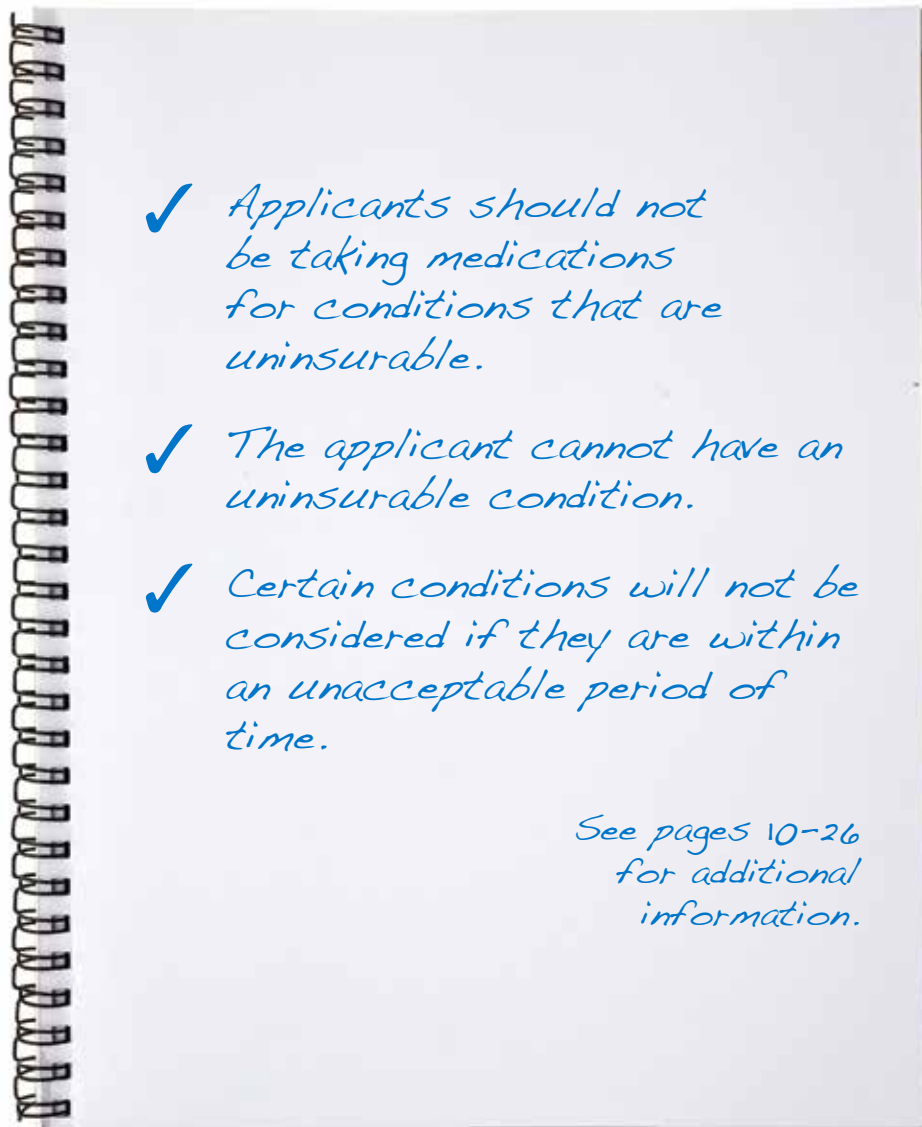 ✓ Applicants should not
be taking medications
for conditions that are
uninsurable.
✓ The applicant cannot have an
uninsurable condition.
✓ Certain conditions will not be
considered if they are within
an unacceptable period of
time.
See pages 10-26
for additional
information.